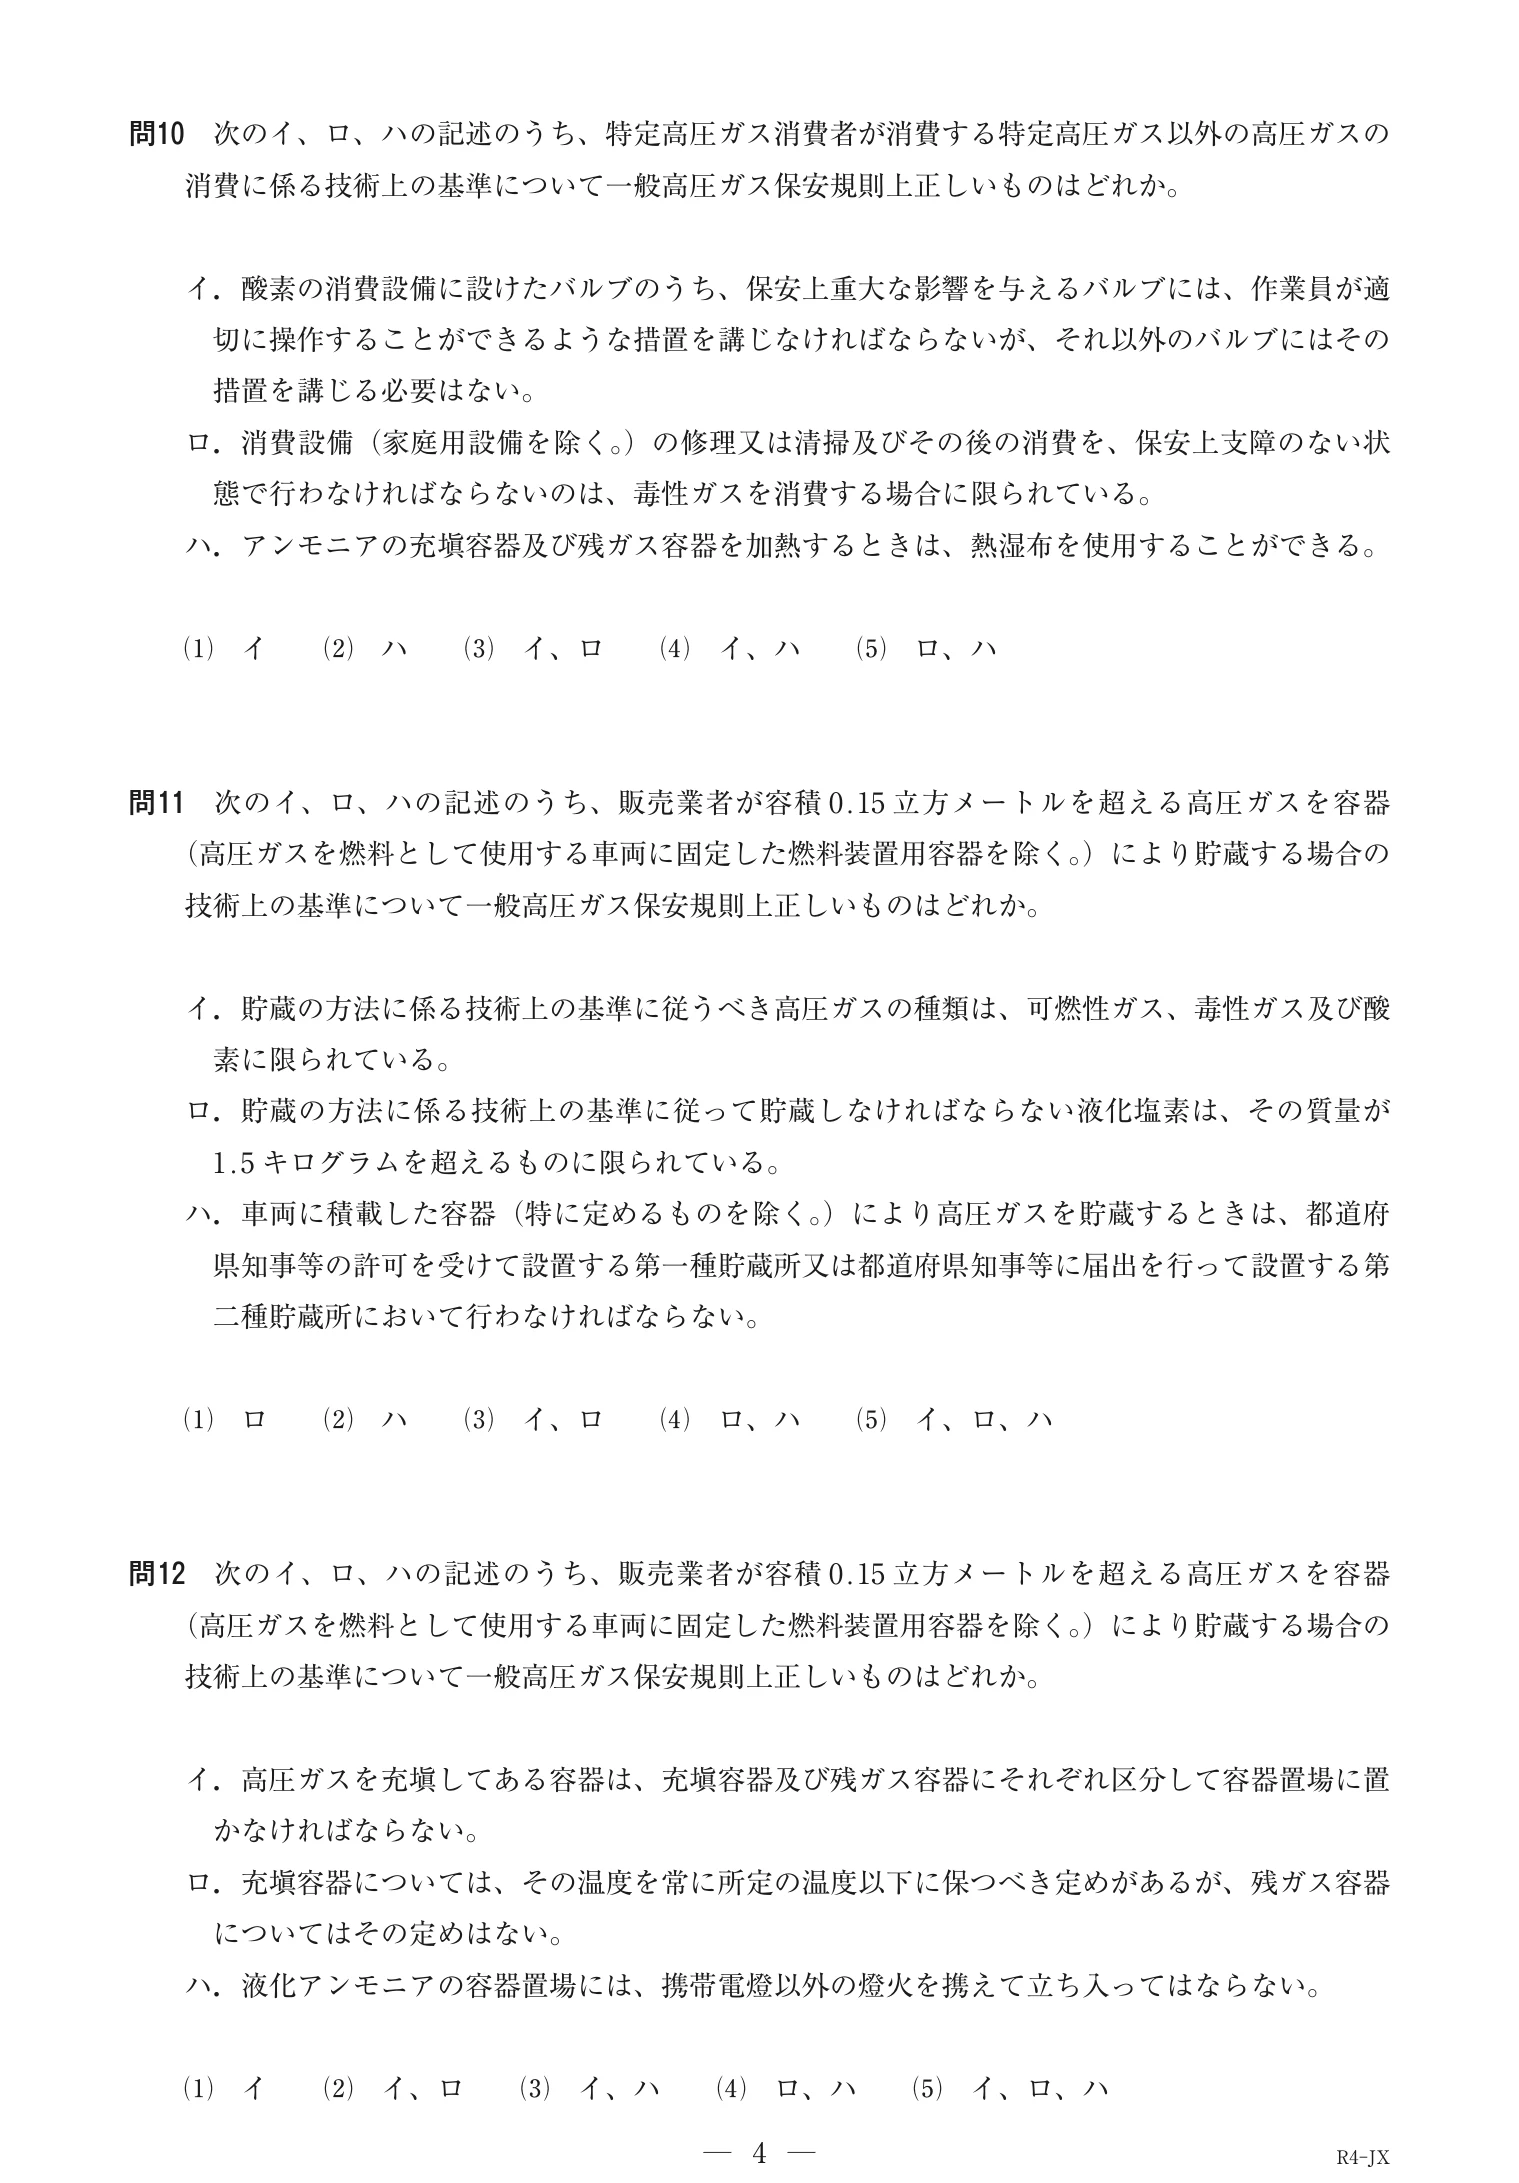 問10　次のイ、ロ、ハの記述のうち、特定高圧ガス消費者が消費する特定高圧ガス以外の高圧ガスの
消費に係る技術上の基準について一般高圧ガス保安規則上正しいものはどれか。
イ．酸素の消費設備に設けたバルブのうち、保安上重大な影響を与えるバルブには、作業員が適
切に操作することができるような措置を講じなければならないが、それ以外のバルブにはその
措置を講じる必要はない。
ロ．消費設備（家庭用設備を除く。）の修理又は清掃及びその後の消費を、保安上支障のない状
態で行わなければならないのは、毒性ガスを消費する場合に限られている。
ハ．アンモニアの充塡容器及び残ガス容器を加熱するときは、熱湿布を使用することができる。
(1)　イ　　(2)　ハ　　(3)　イ、ロ　　(4)　イ、ハ　　(5)　ロ、ハ
問11　次のイ、ロ、ハの記述のうち、販売業者が容積 0.15 立方メートルを超える高圧ガスを容器
（高圧ガスを燃料として使用する車両に固定した燃料装置用容器を除く。）により貯蔵する場合の
技術上の基準について一般高圧ガス保安規則上正しいものはどれか。
イ．貯蔵の方法に係る技術上の基準に従うべき高圧ガスの種類は、可燃性ガス、毒性ガス及び酸
素に限られている。
ロ．貯蔵の方法に係る技術上の基準に従って貯蔵しなければならない液化塩素は、その質量が
1.5 キログラムを超えるものに限られている。
ハ．車両に積載した容器（特に定めるものを除く。）により高圧ガスを貯蔵するときは、都道府
県知事等の許可を受けて設置する第一種貯蔵所又は都道府県知事等に届出を行って設置する第
二種貯蔵所において行わなければならない。
(1)　ロ　　(2)　ハ　　(3)　イ、ロ　　(4)　ロ、ハ　　(5)　イ、ロ、ハ
問12　次のイ、ロ、ハの記述のうち、販売業者が容積 0.15 立方メートルを超える高圧ガスを容器
（高圧ガスを燃料として使用する車両に固定した燃料装置用容器を除く。）により貯蔵する場合の
技術上の基準について一般高圧ガス保安規則上正しいものはどれか。
イ．高圧ガスを充塡してある容器は、充塡容器及び残ガス容器にそれぞれ区分して容器置場に置
かなければならない。
ロ．充塡容器については、その温度を常に所定の温度以下に保つべき定めがあるが、残ガス容器
についてはその定めはない。
ハ．液化アンモニアの容器置場には、携帯電燈以外の燈火を携えて立ち入ってはならない。
(1)　イ　　(2)　イ、ロ　　(3)　イ、ハ　　(4)　ロ、ハ　　(5)　イ、ロ、ハ
― 4 ―
R4-JX